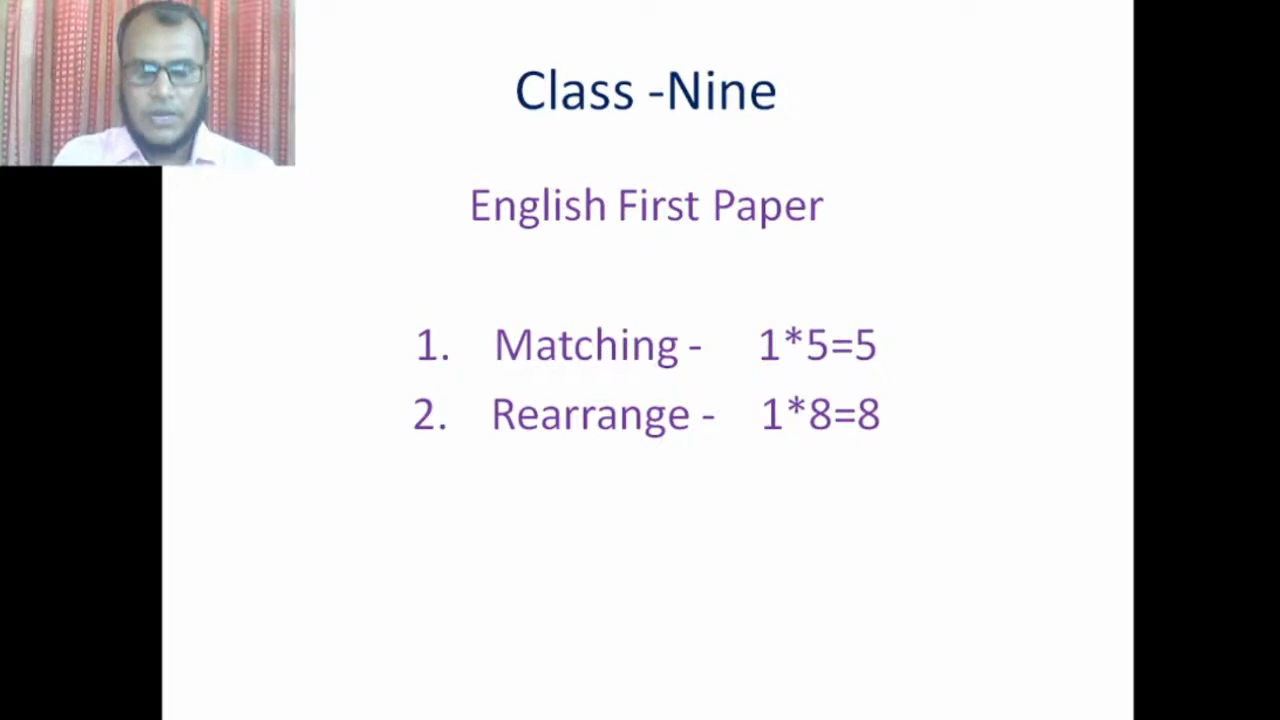 Class -Nine
English First Paper
1. Matching - 1*5=5
2. Rearrange - 1*8=8